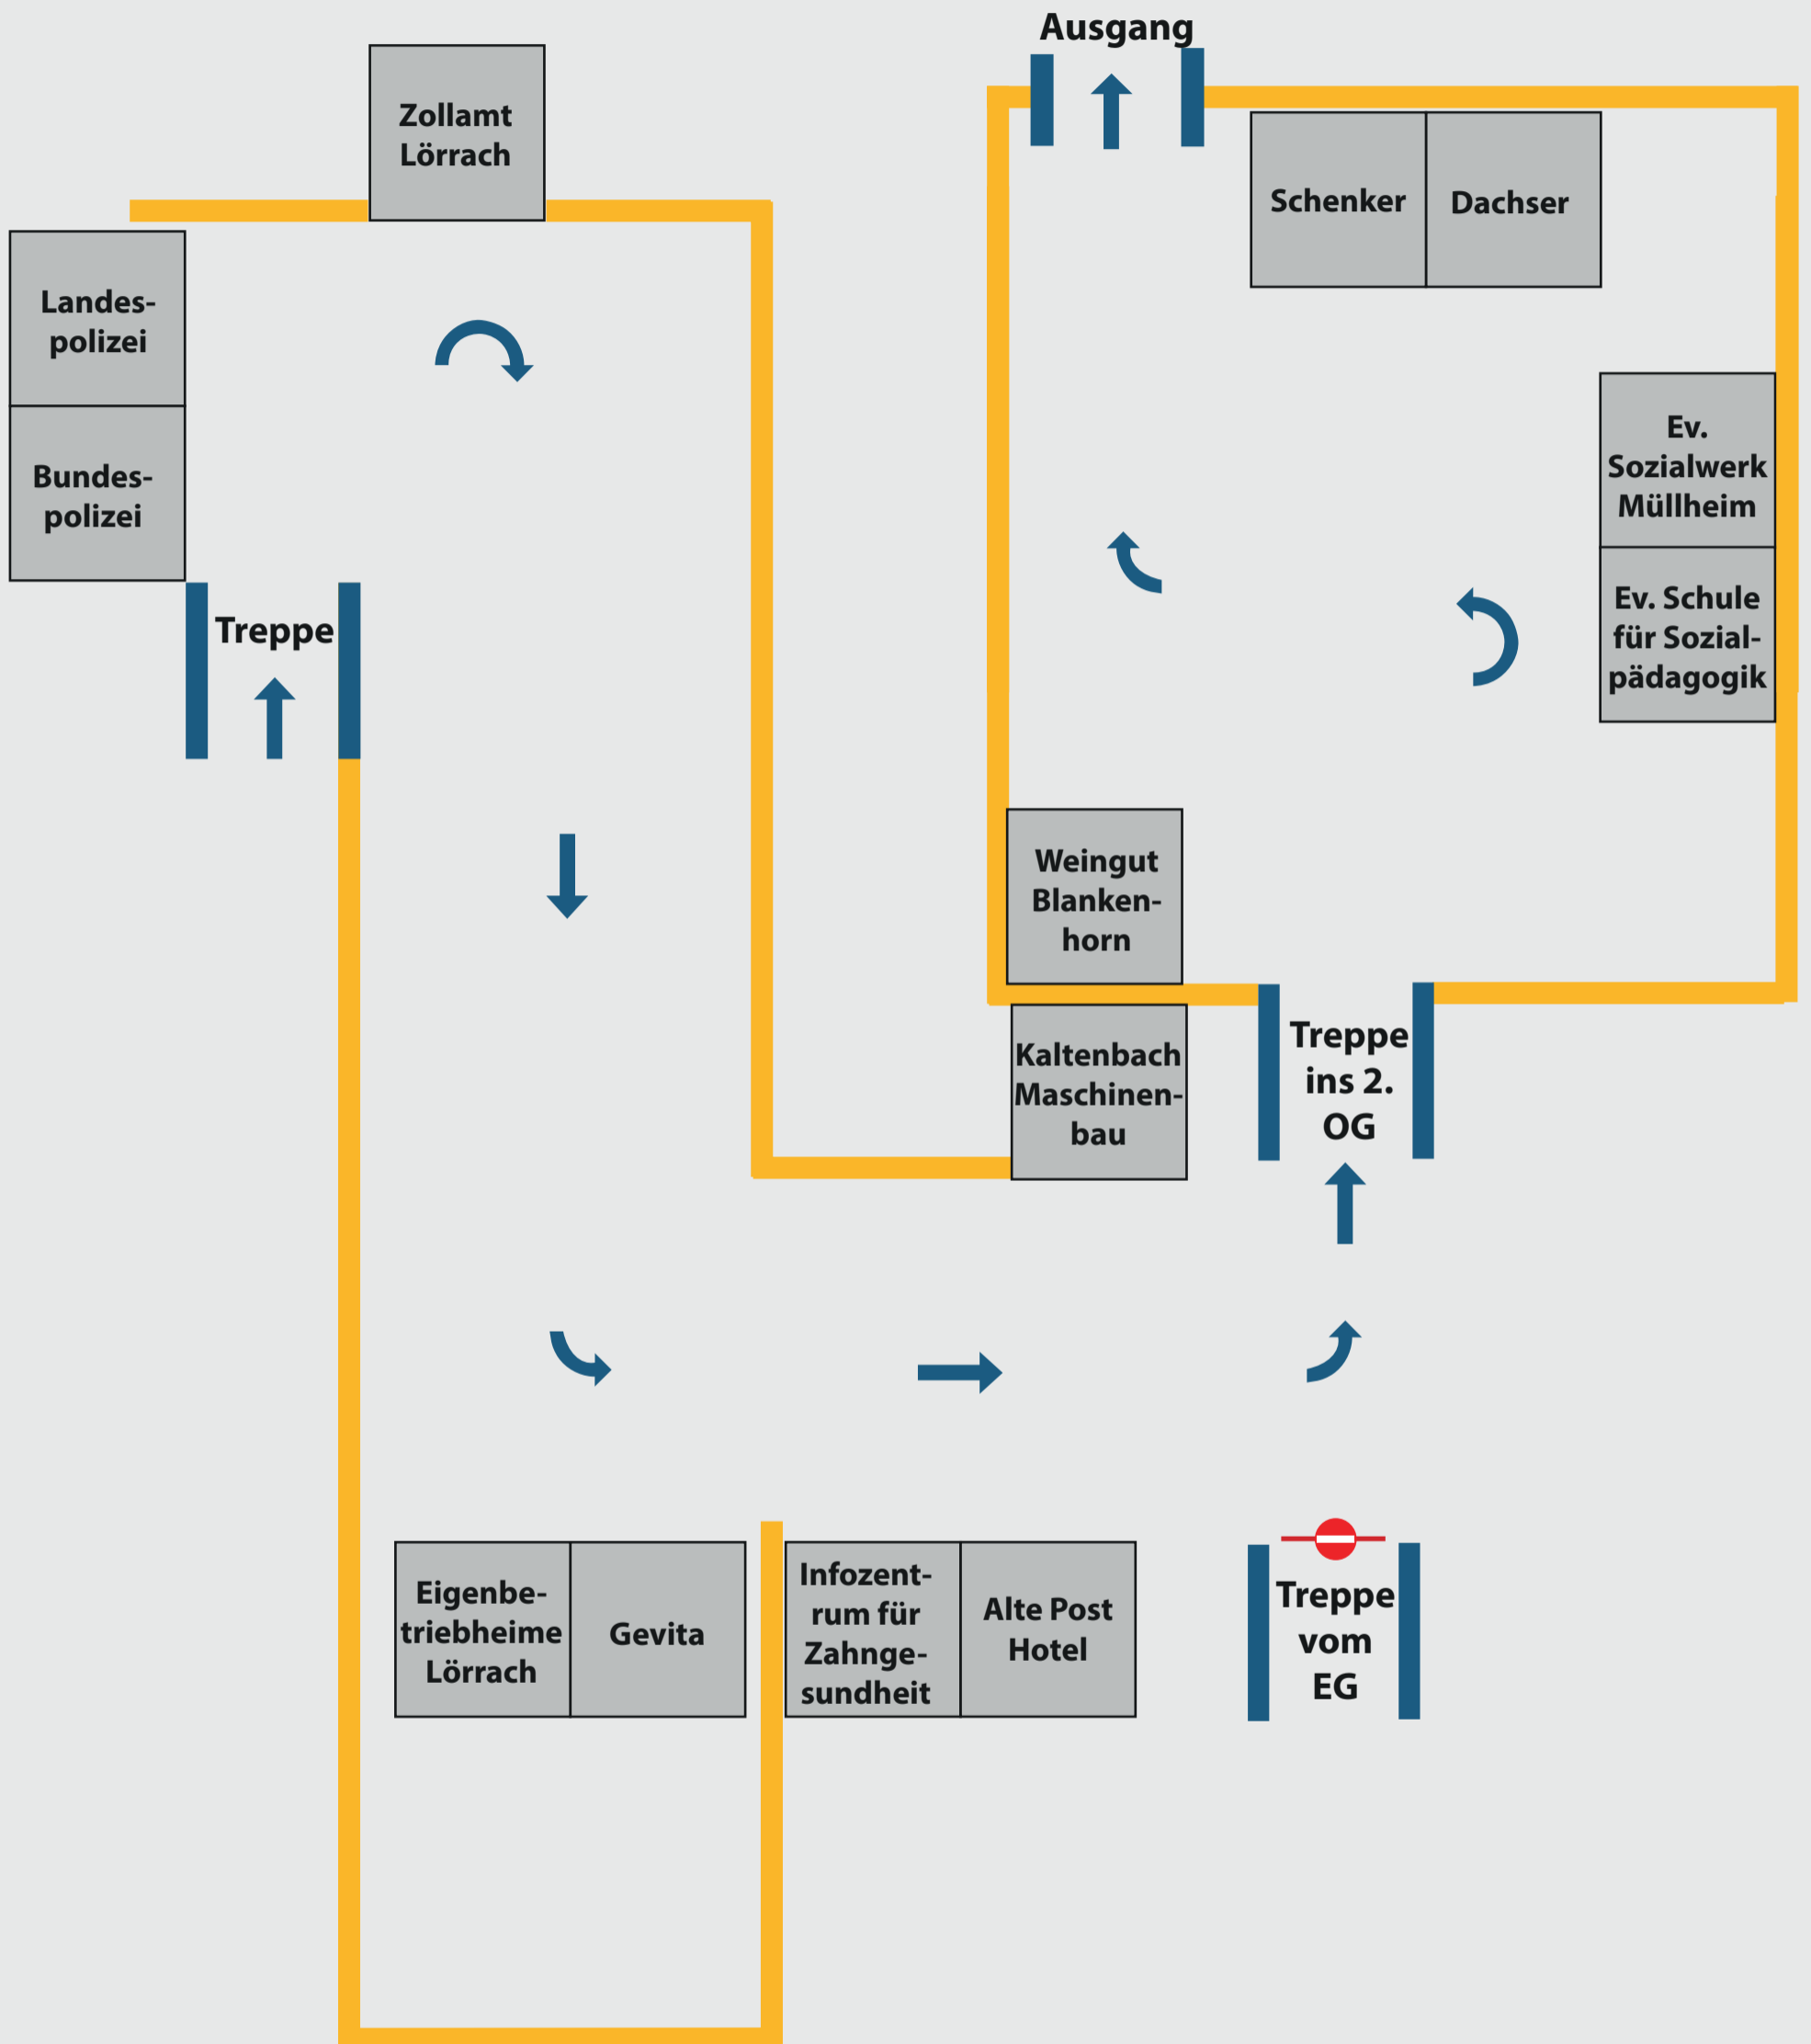 Ausgang
Zollamt
Lörrach
Schenker
Dachser
Landes-
polizei
Bundes-
polizei
Ev.
Sozialwerk
Müllheim
Ev. Schule
für Sozial-
pädagogik
Treppe
Weingut
Blanken-
horn
Kaltenbach
Maschinen-
bau
Treppe
ins 2.
OG
Eigenbe-
triebheime
Lörrach
Gevita
Infozent-
rum für
Zahnge-
sundheit
Alte Post
Hotel
Treppe
vom
EG